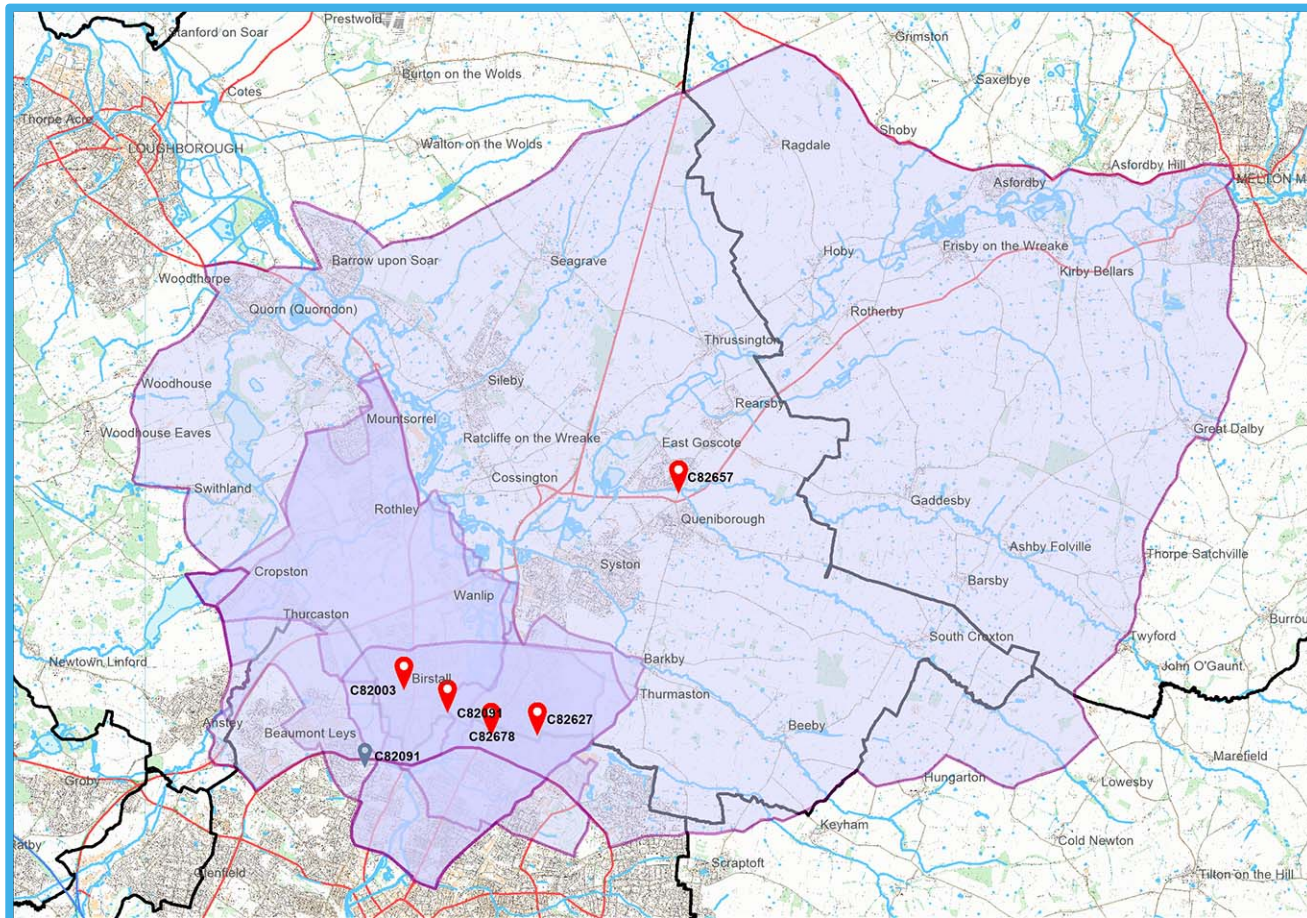 Prestwold
Stanford on Soar
Grimston
Burton on the Wolds
Saxelbye
Cotes
Thorpe Acre
Shoby
LOUGHBOROUGH
Walton on the Wolds
Ragdale
Asfordby Hill
Asfordby
MELTON M
Hoby
Frisby on the Wreake
Barrow upon Soar
Seagrave
Kirby Bellars
Woodthorpe
Quorn (Quorndon)
Rotherby
Thrussington
Sileby
Woodhouse
Rearsby
Mountsorrel
Great Dalby
Woodhouse Eaves
Ratcliffe on the Wreake
East Goscote
C82657
Cossington
Swithland
Gaddesby
Rothley
Queniborough
Ashby Folville
Thorpe Satchville
Syston
Cropston
Barsby
Wanlip
Thurcaston
Burrou
South Croxton
Twyford
Newtown Linford
Barkby
John O'Gaunt
Birstall
C82003
Thurmaston
C82091
C82627
Anstey
Beeby
Beaumont Leys
C82678
C82091
Marefield
Groby
Hungarton
Lowesby
Keyham
Ratby
Cold Newton
Glenfield
Scraptoft
Tilton on the Hill